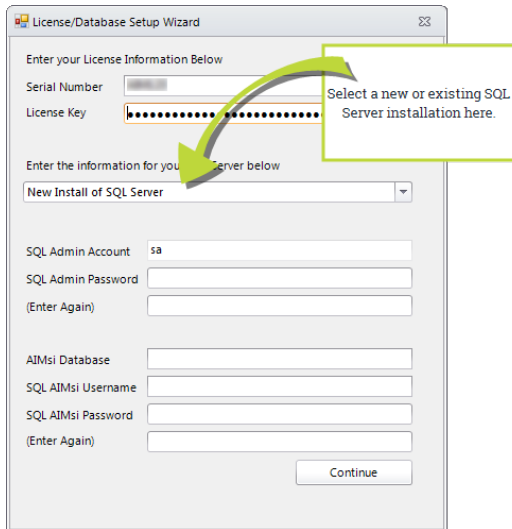 License/Database Setup Wizard
Enter your License Information Below
Serial Number
License Key
Select a new or existing SQL
Server installation here.
Enter the information for you Server below
New Install of SQL Server
SQL Admin Account sa
SQL Admin Password
(Enter Again)
AIMsi Database
SQL AIMsi Username
SQL AIMsi Password
(Enter Again)
Continue